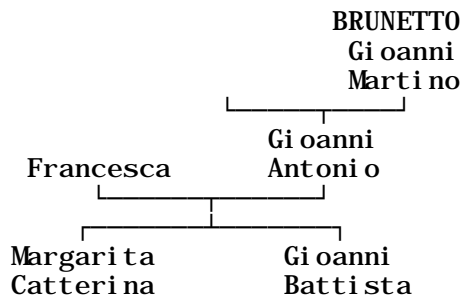 BRUNETTO
Gioanni
Martino
Gioanni
Francesca Antonio
Margarita Gioanni
Catterina Battista